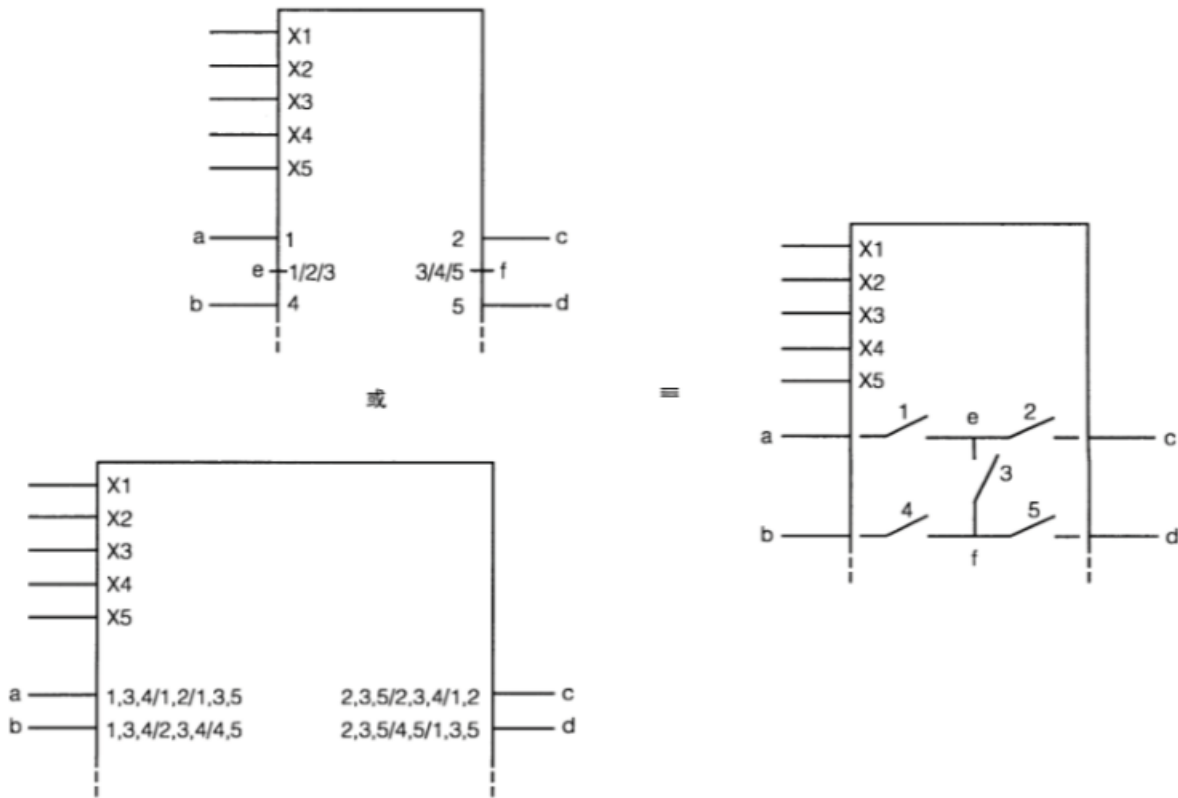 X1
X2
X3
X4
X5
a 1 2 c
e 1/2/3 3/4/5 f
b 4 5 d
或
≡
X1
X2
X3
X4
X5
a 1,3,4/1,2/1,3,5 2,3,5/2,3,4/1,2 c
b 1,3,4/2,3,4/4,5 2,3,5/4,5/1,3,5 d
X1
X2
X3
X4
X5
1 e 2
a c
3
4 5
b d
f